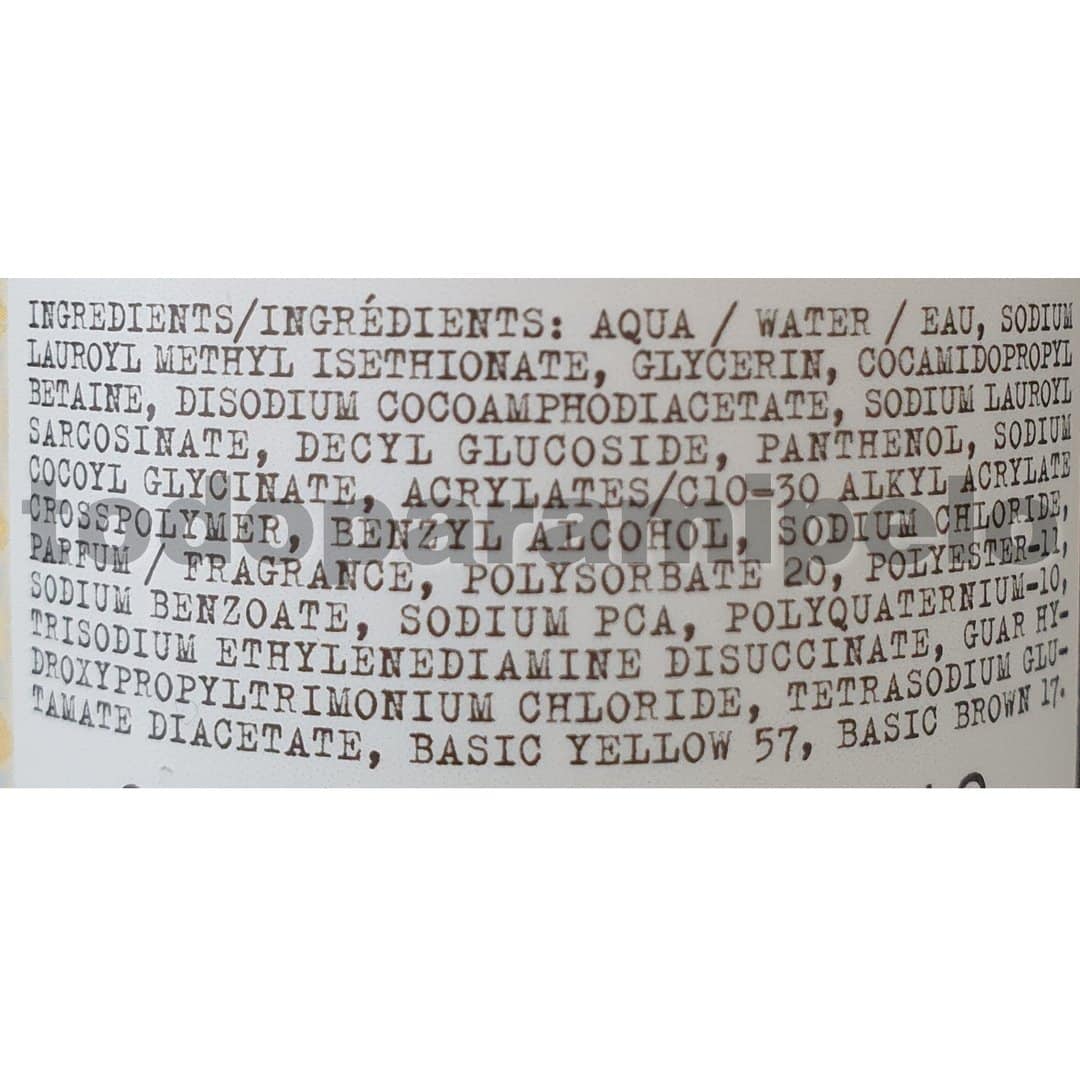 INGREDIENTS/INGRÉDIENTS: AQUA / WATER / EAU, SODIUM
LAUROYL METHYL ISETHIONATE, GLYCERIN, COCAMIDOPROPYL
BETAINE, DISODIUM COCOAMPHODIACETATE, SODIUM LAUROYL
SARCOSINATE, DECYL GLUCOSIDE, PANTHENOL, SODIUM
COCOYL GLYCINATE, ACRYLATES/C10-30 ALKYL ACRYLATE
CROSSPOLYMER, BENZYL ALCOHOL, SODIUM CHLORIDE,
PARFUM / FRAGRANCE, POLYSORBATE 20, POLYESTER-11,
SODIUM BENZOATE, SODIUM PCA, POLYQUATERNIUM-10,
TRISODIUM ETHYLENEDIAMINE DISUCCINATE, GUAR HY-
DROXYPROPYLTRIMONIUM CHLORIDE, TETRASODIUM GLU-
TAMATE DIACETATE, BASIC YELLOW 57, BASIC BROWN 17.